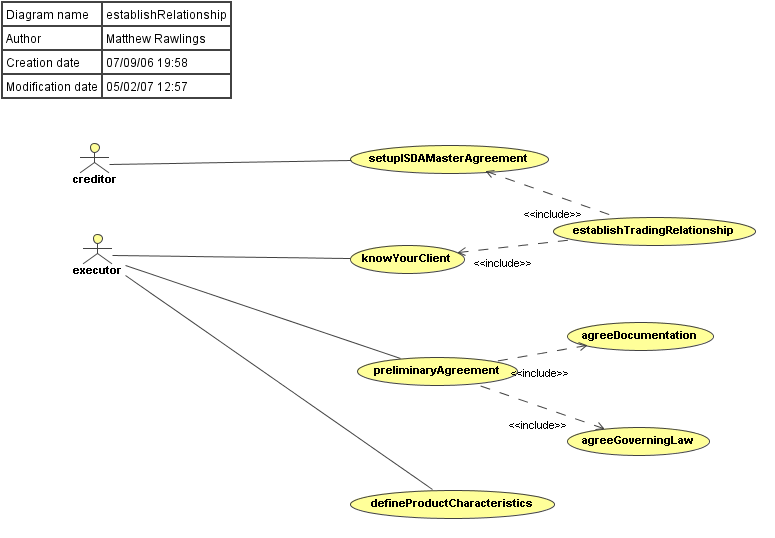 Diagram name establishRelationship
Author Matthew Rawlings
Creation date 07/09/06 19:58
Modification date 05/02/07 12:57
creditor
setupISDAMasterAgreement
<<include>>
establishTradingRelationship
executor
knowYourClient
<<include>>
agreeDocumentation
preliminaryAgreement
<<include>>
<<include>>
agreeGoverningLaw
defineProductCharacteristics